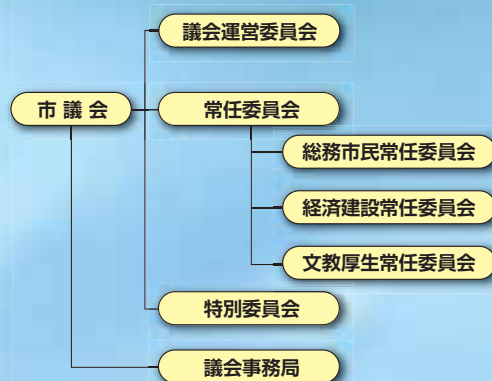 議会運営委員会
市議会
常任委員会
総務市民常任委員会
経済建設常任委員会
文教厚生常任委員会
特別委員会
議会事務局